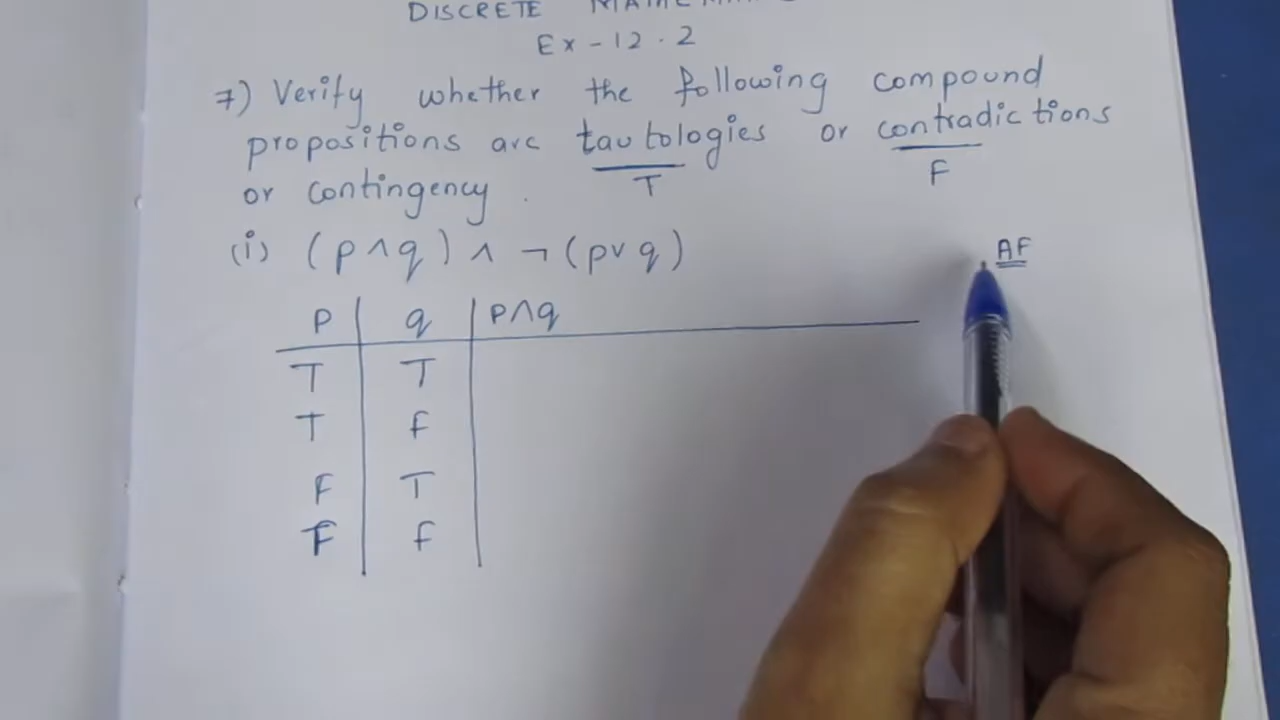 DISCRETE
Ex - 12.2
7) Verify whether the following compound
propositions are tautologies or contradictions
T F
or contingency.
(i) (p ∧ q) ∧ ¬ (p ∨ q)
AF
p q p∧q
T T
T F
F T
F F